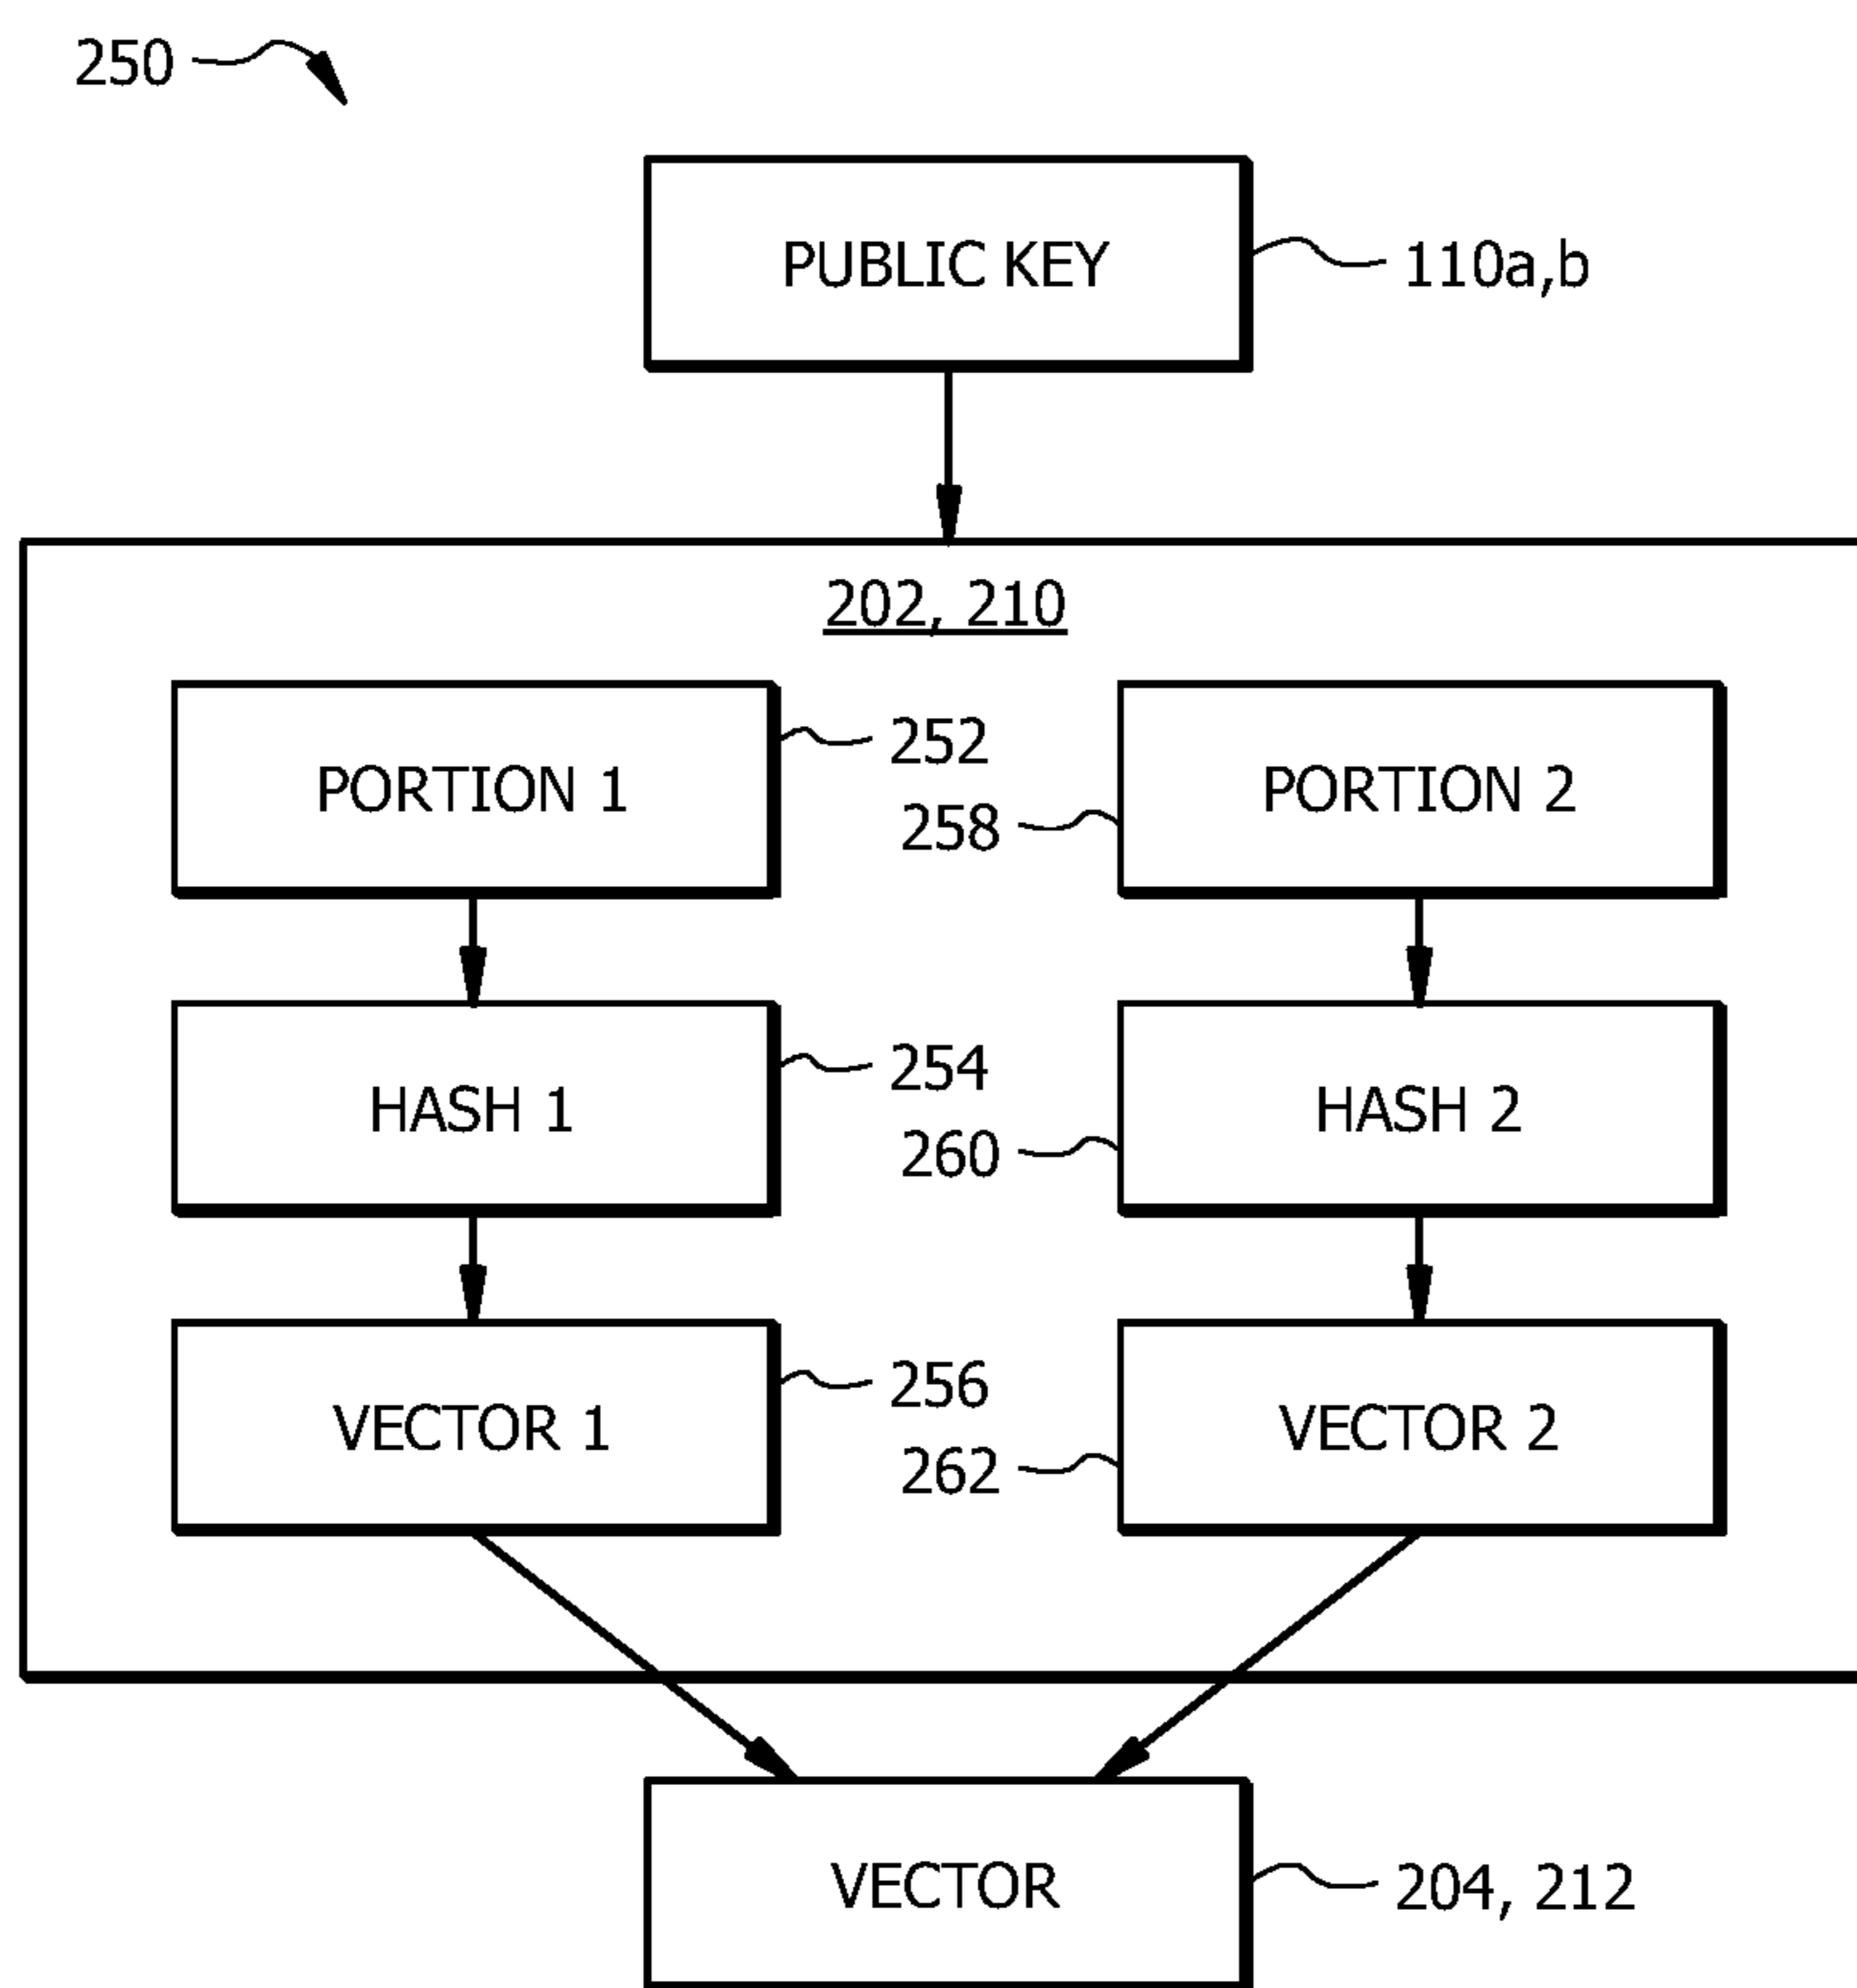 250
PUBLIC KEY
110a,b
202, 210
PORTION 1
252
258
PORTION 2
HASH 1
254
260
HASH 2
VECTOR 1
256
262
VECTOR 2
VECTOR
204, 212